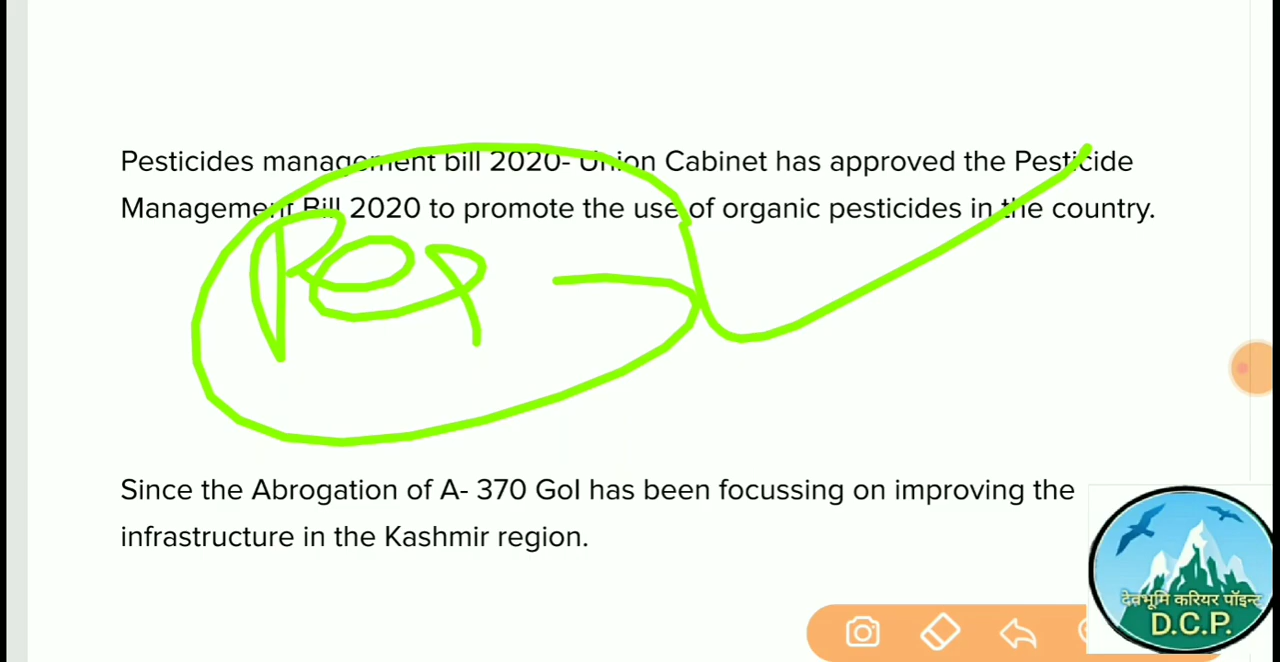 Pesticides management bill 2020- Union Cabinet has approved the Pesticide
Management Bill 2020 to promote the use of organic pesticides in the country.
Since the Abrogation of A- 370 GoI has been focussing on improving the
infrastructure in the Kashmir region.
देवभूमि करियर पॉइन्ट
D.C.P.